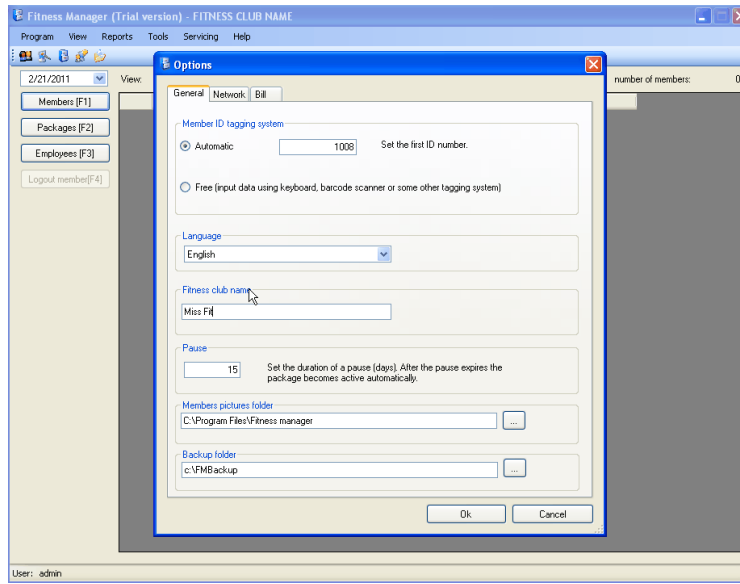 Fitness Manager (Trial version) - FITNESS CLUB NAME
Program View Reports Tools Servicing Help
2/21/2011 View: number of members: 0
Members [F1]
Packages [F2]
Employees [F3]
Logout member[F4]
Options
General Network Bill
Member ID tagging system
Automatic 1008 Set the first ID number.
Free (input data using keyboard, barcode scanner or some other tagging system)
Language
English
Fitness club name
Miss Fit
Pause
15 Set the duration of a pause (days). After the pause expires the
package becomes active automatically.
Members pictures folder
C:\Program Files\Fitness manager ...
Backup folder
c:\FMBackup ...
Ok Cancel
User: admin